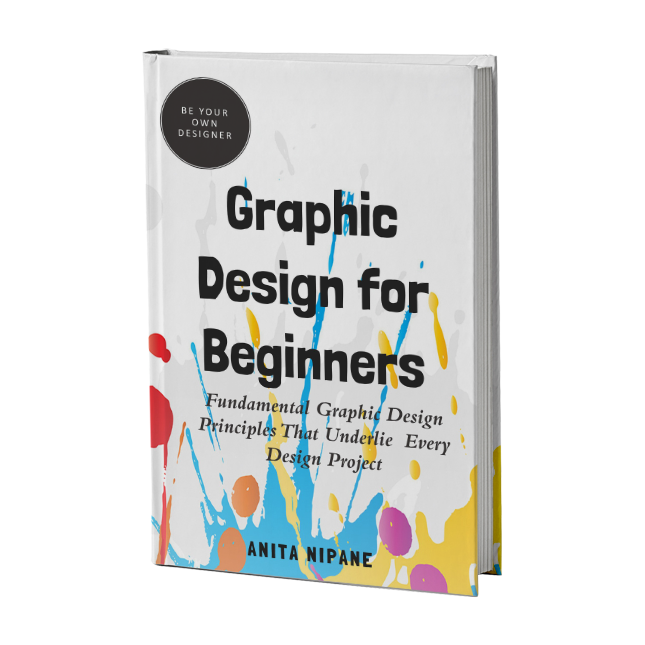 BE YOUR
OWN
DESIGNER
Graphic
Design for
Beginners
Fundamental Graphic Design
Principles That Underlie Every
Design Project
ANITA NIPANE